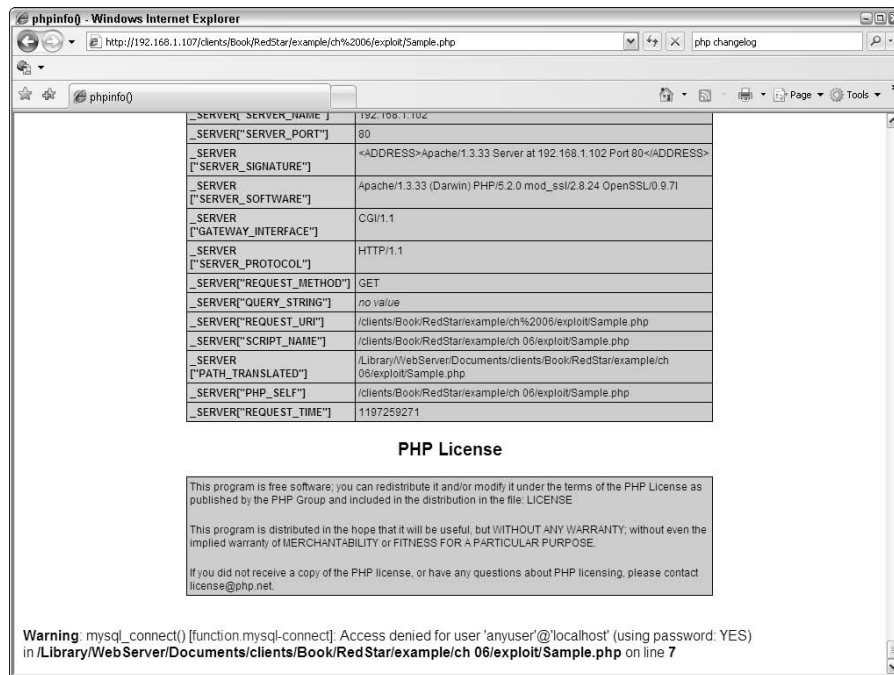 phpinfo() - Windows Internet Explorer
http://192.168.1.107/clients/Book/RedStar/example/ch%2006/exploit/Sample.php
php changelog
phpinfo()
Page
Tools
_SERVER["SERVER_NAME"] 192.168.1.102
_SERVER["SERVER_PORT"] 80
_SERVER <ADDRESS>Apache/1.3.33 Server at 192.168.1.102 Port 80</ADDRESS>
["SERVER_SIGNATURE"]
_SERVER Apache/1.3.33 (Darwin) PHP/5.2.0 mod_ssl/2.8.24 OpenSSL/0.9.7l
["SERVER_SOFTWARE"]
_SERVER CGI/1.1
["GATEWAY_INTERFACE"]
_SERVER HTTP/1.1
["SERVER_PROTOCOL"]
_SERVER["REQUEST_METHOD"] GET
_SERVER["QUERY_STRING"] no value
_SERVER["REQUEST_URI"] /clients/Book/RedStar/example/ch%2006/exploit/Sample.php
_SERVER["SCRIPT_NAME"] /clients/Book/RedStar/example/ch 06/exploit/Sample.php
_SERVER /Library/WebServer/Documents/clients/Book/RedStar/example/ch
["PATH_TRANSLATED"] 06/exploit/Sample.php
_SERVER["PHP_SELF"] /clients/Book/RedStar/example/ch 06/exploit/Sample.php
_SERVER["REQUEST_TIME"] 1197259271
PHP License
This program is free software; you can redistribute it and/or modify it under the terms of the PHP License as
published by the PHP Group and included in the distribution in the file: LICENSE
This program is distributed in the hope that it will be useful, but WITHOUT ANY WARRANTY; without even the
implied warranty of MERCHANTABILITY or FITNESS FOR A PARTICULAR PURPOSE.
If you did not receive a copy of the PHP license, or have any questions about PHP licensing, please contact
license@php.net.
Warning: mysql_connect() [function.mysql-connect]: Access denied for user 'anyuser'@'localhost' (using password: YES)
in /Library/WebServer/Documents/clients/Book/RedStar/example/ch 06/exploit/Sample.php on line 7